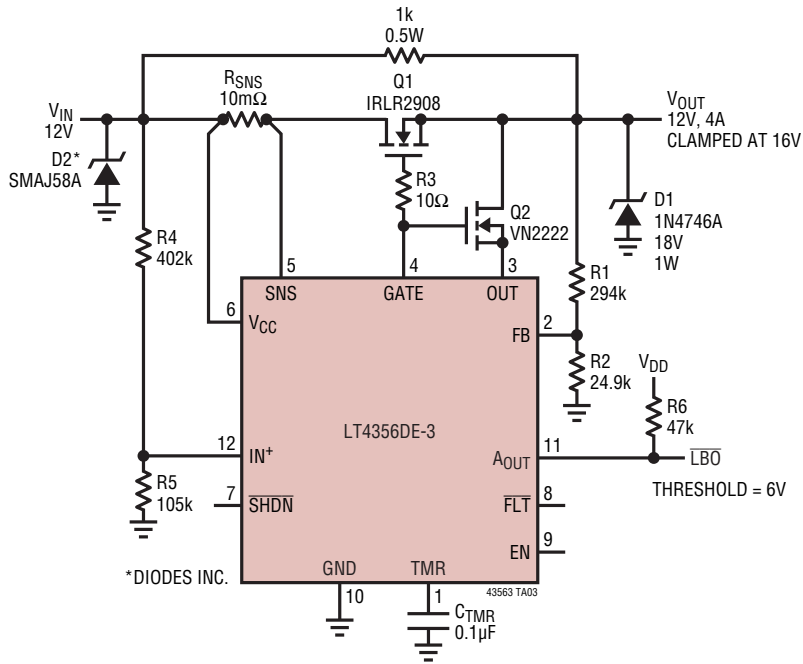 1k
0.5W
RSNS
10mΩ
Q1
IRLR2908
VIN
12V
VOUT
12V, 4A
CLAMPED AT 16V
D2*
SMAJ58A
R3
10Ω
Q2
VN2222
D1
1N4746A
18V
1W
R4
402k
5
4
3
SNS
GATE
OUT
R1
294k
6
VCC
2
FB
R2
24.9k
VDD
R6
47k
LT4356DE-3
12
IN+
AOUT
11
LBO
THRESHOLD = 6V
R5
105k
7
SHDN
FLT
8
EN
9
*DIODES INC.
GND
TMR
10
1
43563 TA03
CTMR
0.1µF